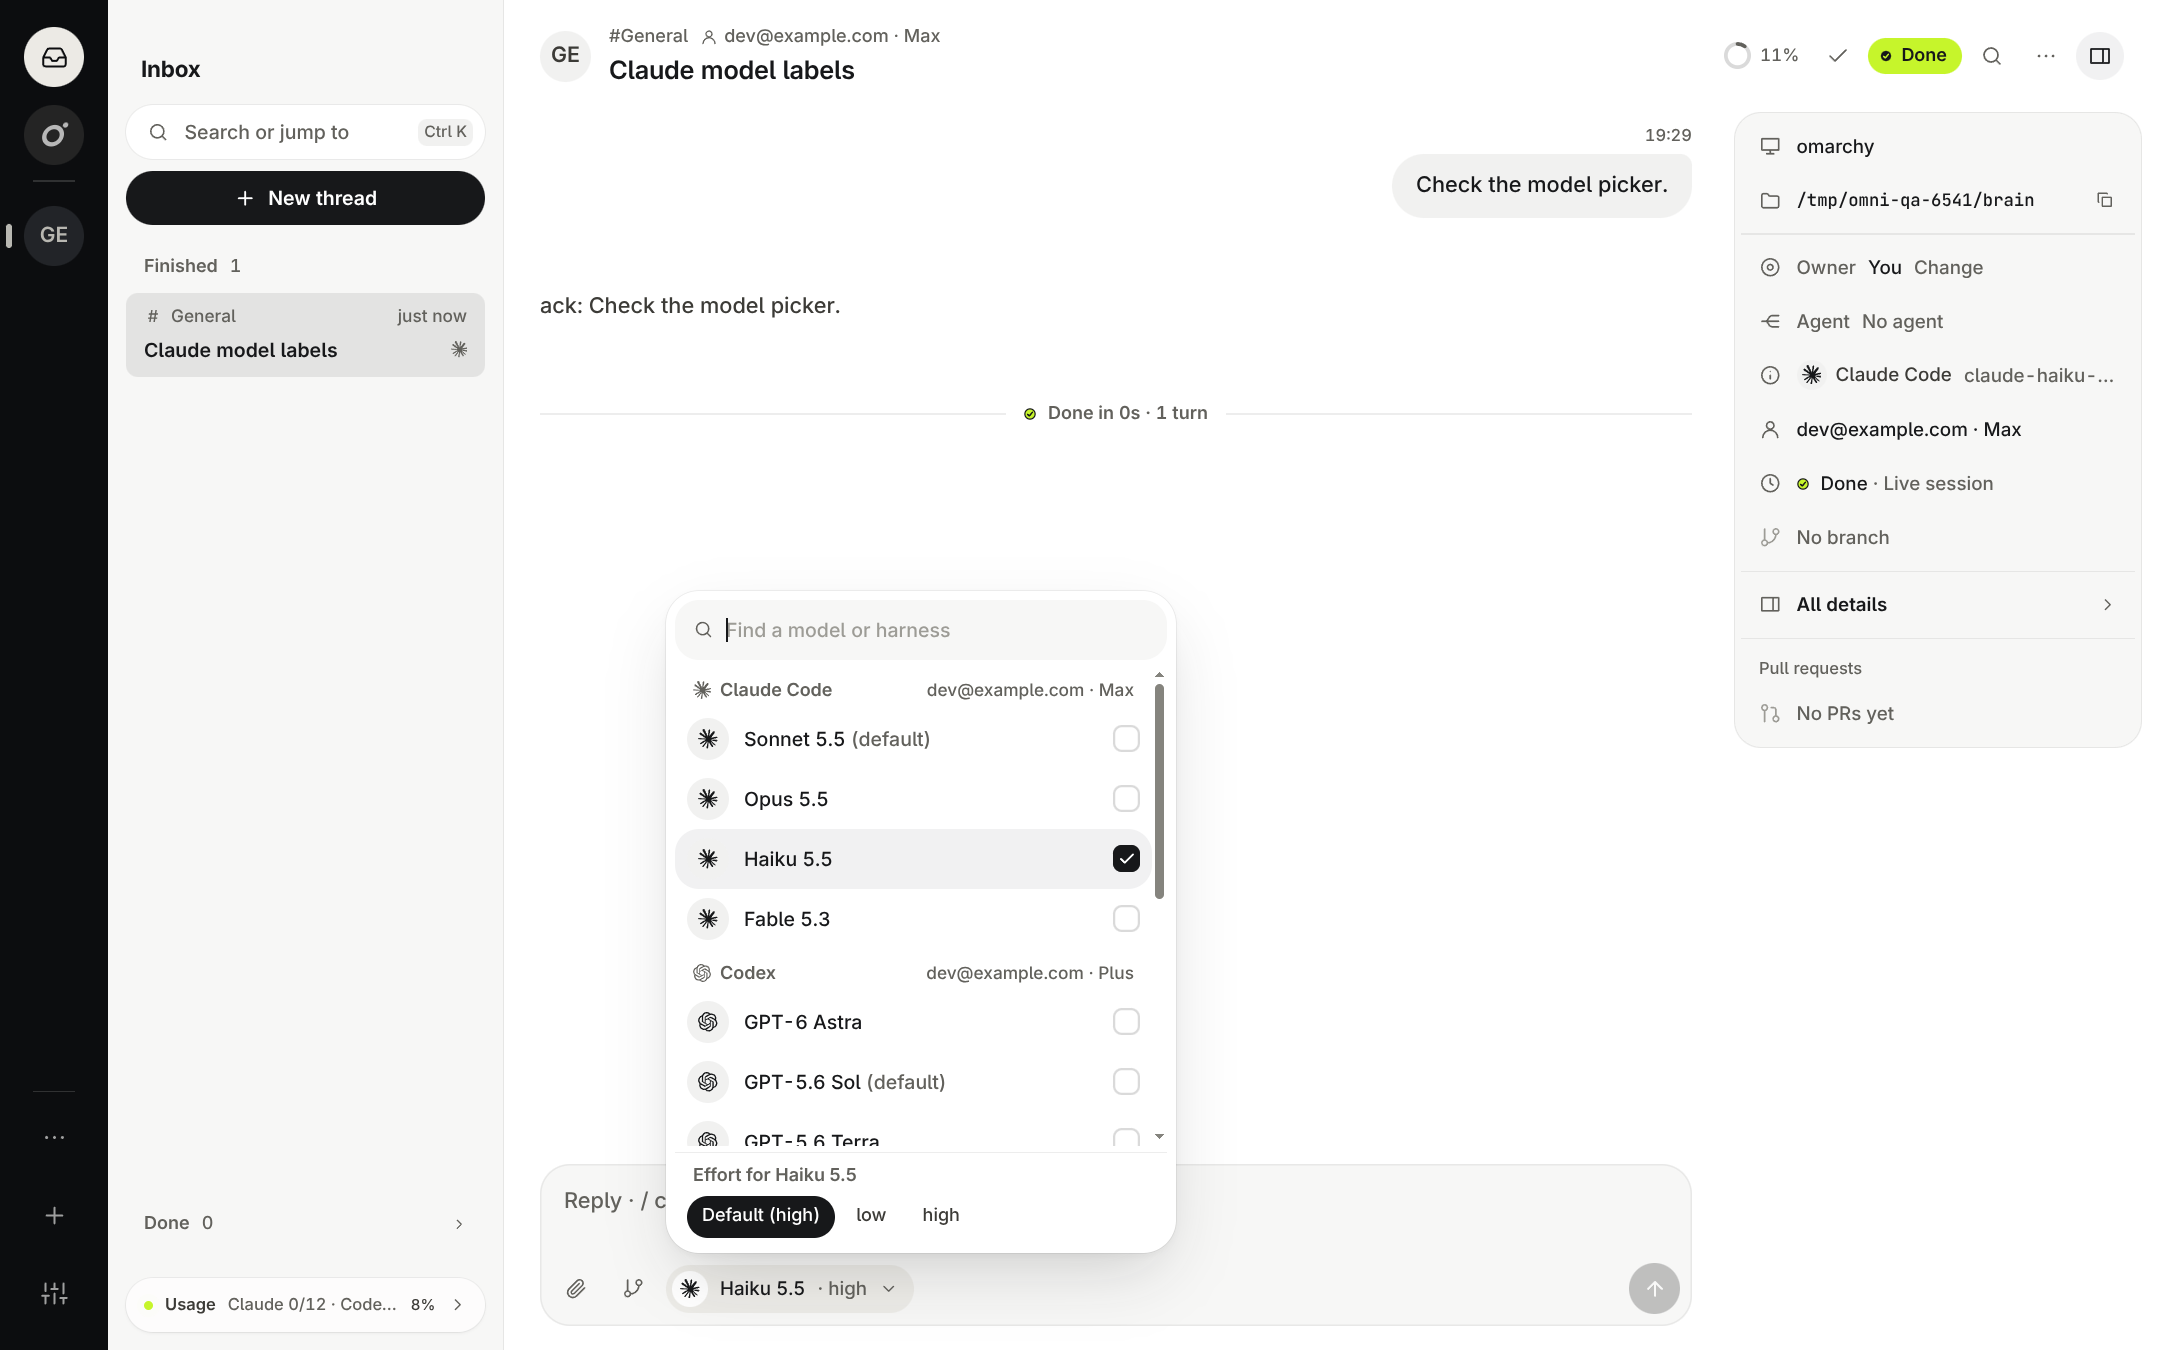 Inbox
Search or jump to
Ctrl K
New thread
GE
Finished 1
# General
just now
Claude model labels
Done 0
Usage Claude 0/12 · Code... 8%
GE
#General dev@example.com · Max
Claude model labels
11%
Done
19:29
Check the model picker.
ack: Check the model picker.
Done in 0s · 1 turn
Find a model or harness
Claude Code
dev@example.com · Max
Sonnet 5.5 (default)
Opus 5.5
Haiku 5.5
Fable 5.3
Codex
dev@example.com · Plus
GPT-6 Astra
GPT-5.6 Sol (default)
GPT-5.6 Terra
Effort for Haiku 5.5
Default (high) low high
Reply · / c
Haiku 5.5 · high
omarchy
/tmp/omni-qa-6541/brain
Owner You Change
Agent No agent
Claude Code claude-haiku-...
dev@example.com · Max
Done · Live session
No branch
All details
Pull requests
No PRs yet